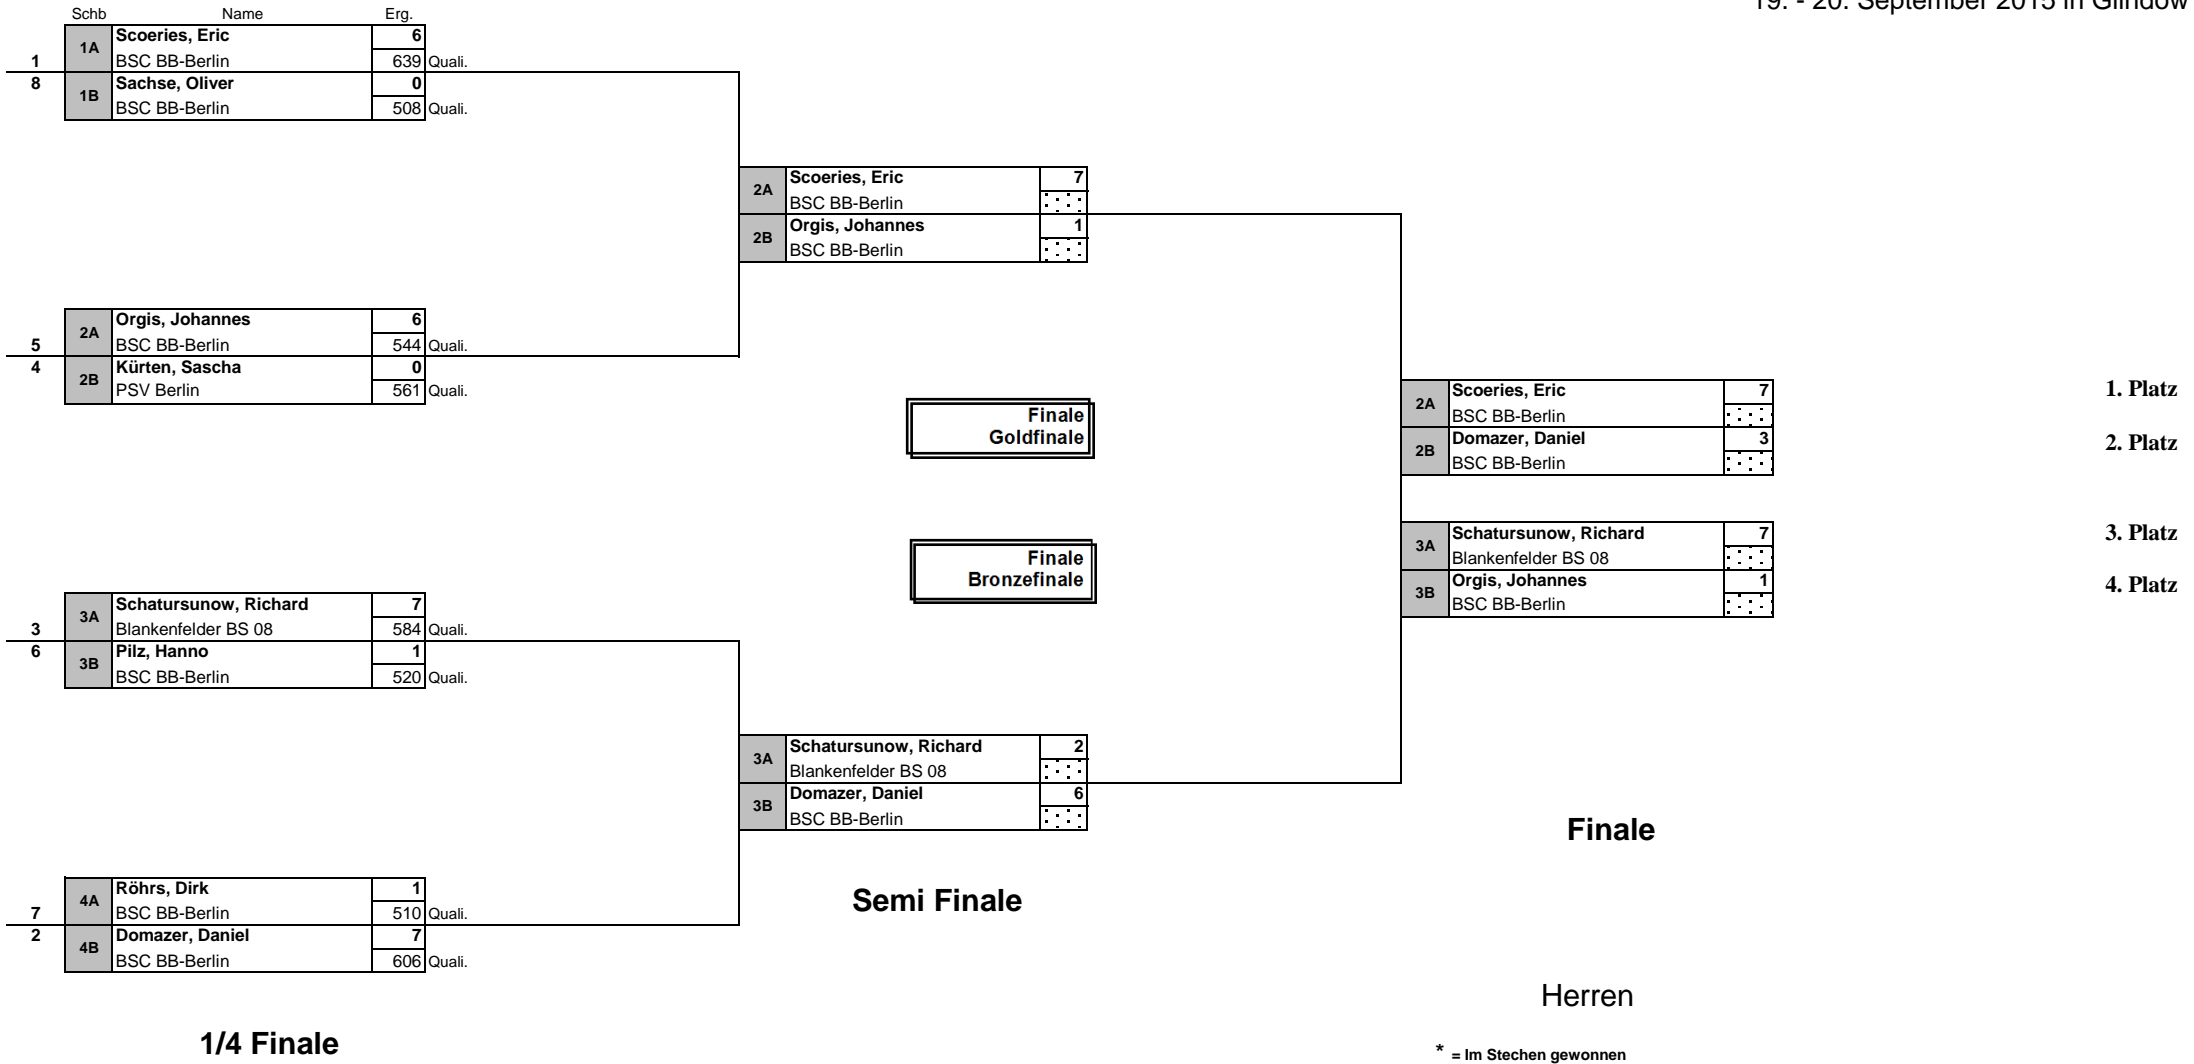 19. - 20. September 2015 in Glindow
Schb Name Erg.
1A Scoeries, Eric 6
1 BSC BB-Berlin 639 Quali.
8 1B Sachse, Oliver 0
BSC BB-Berlin 508 Quali.
2A Scoeries, Eric 7
BSC BB-Berlin
2B Orgis, Johannes 1
BSC BB-Berlin
2A Orgis, Johannes 6
5 BSC BB-Berlin 544 Quali.
4 2B Kürten, Sascha 0
PSV Berlin 561 Quali.
Finale
Goldfinale
2A Scoeries, Eric 7 1. Platz
BSC BB-Berlin
2B Domazer, Daniel 3 2. Platz
BSC BB-Berlin
Finale
Bronzefinale
3A Schatursunow, Richard 7 3. Platz
Blankenfelder BS 08
3B Orgis, Johannes 1 4. Platz
BSC BB-Berlin
3A Schatursunow, Richard 7
3 Blankenfelder BS 08 584 Quali.
6 3B Pilz, Hanno 1
BSC BB-Berlin 520 Quali.
3A Schatursunow, Richard 2
Blankenfelder BS 08
3B Domazer, Daniel 6
BSC BB-Berlin
Finale
4A Röhrs, Dirk 1
7 BSC BB-Berlin 510 Quali.
2 4B Domazer, Daniel 7
BSC BB-Berlin 606 Quali.
Semi Finale
Herren
1/4 Finale
* = Im Stechen gewonnen